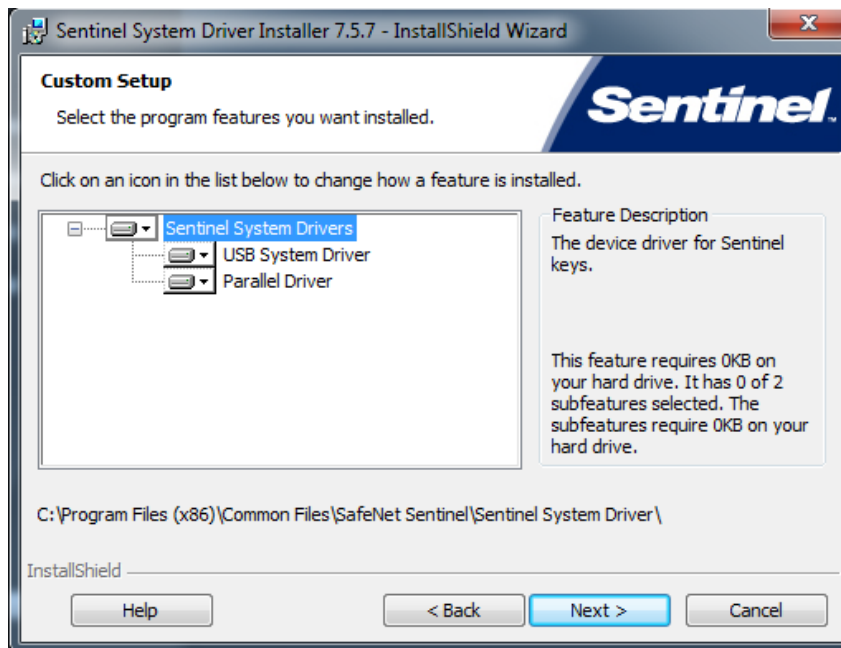 Sentinel System Driver Installer 7.5.7 - InstallShield Wizard
Custom Setup
Select the program features you want installed.
Sentinel.
Click on an icon in the list below to change how a feature is installed.
Sentinel System Drivers
USB System Driver
Parallel Driver
Feature Description
The device driver for Sentinel
keys.
This feature requires 0KB on
your hard drive. It has 0 of 2
subfeatures selected. The
subfeatures require 0KB on your
hard drive.
C:\Program Files (x86)\Common Files\SafeNet Sentinel\Sentinel System Driver\
InstallShield
Help
< Back
Next >
Cancel